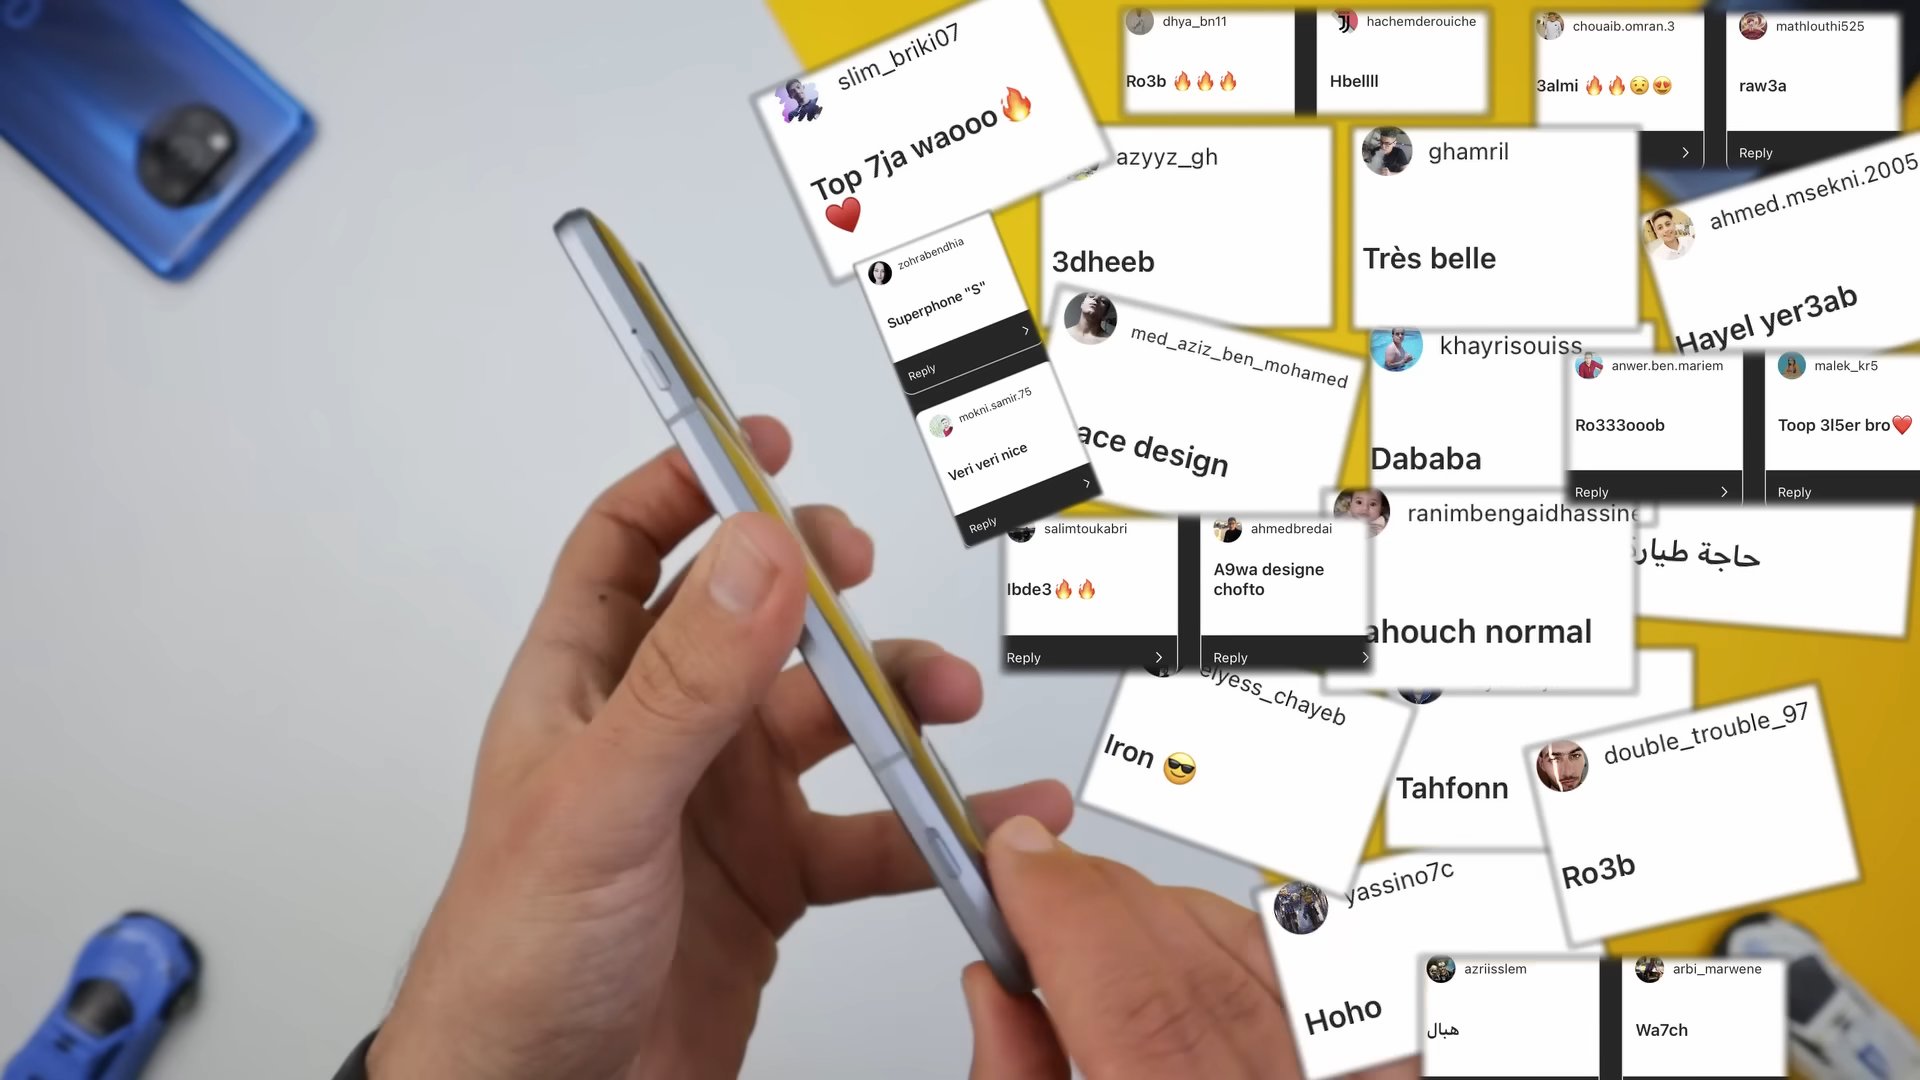 slim_briki07
Top 7ja waooo🔥
❤️
dhya_bn11
Ro3b 🔥🔥🔥
hachemderouiche
Hbellll
chouaib.omran.3
3almi 🔥🔥😧😍
mathlouthi525
raw3a
Reply
azyyz_gh
3dheeb
ghamril
Très belle
ahmed.msekni.2005
Hayel yer3ab
zohrabendhia
Superphone "S"
Reply
mokni.samir.75
Veri veri nice
Reply
med_aziz_ben_mohamed
ace design
khayrisouiss
Dababa
anwer.ben.mariem
Ro333ooob
Reply
malek_kr5
Toop 3l5er bro❤️
Reply
salimtoukabri
Ibde3🔥🔥
Reply
ahmedbredai
A9wa designe
chofto
Reply
ranimbengaidhassine
ahouch normal
حاجة طيارة
elyess_chayeb
Iron 😎
Tahfonn
double_trouble_97
Ro3b
yassino7c
Hoho
azriisslem
هبال
arbi_marwene
Wa7ch